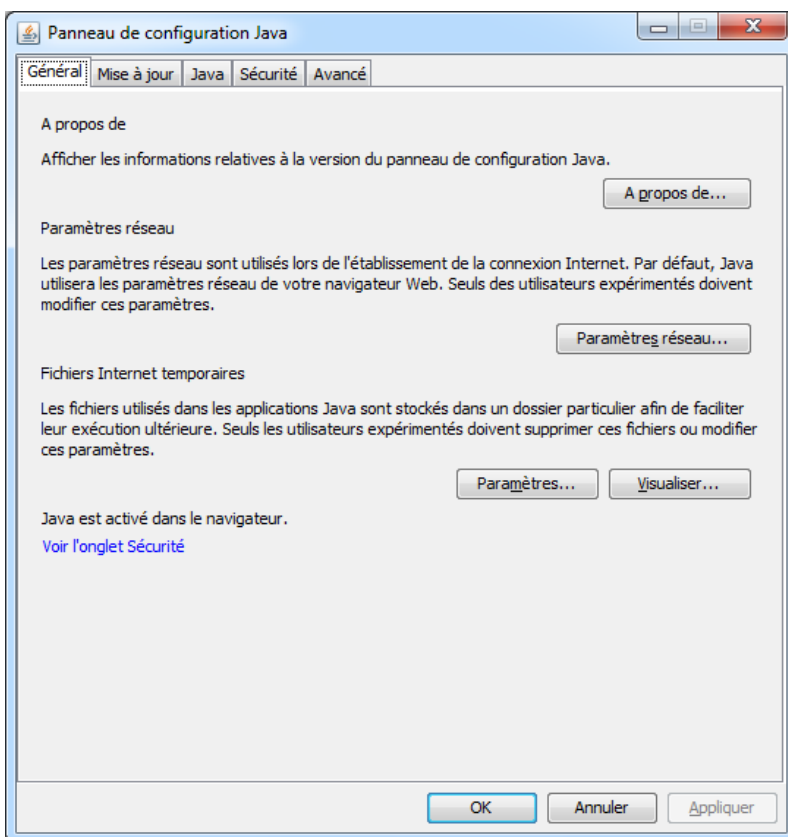 Panneau de configuration Java
Général Mise à jour Java Sécurité Avancé
A propos de
Afficher les informations relatives à la version du panneau de configuration Java.
A propos de...
Paramètres réseau
Les paramètres réseau sont utilisés lors de l'établissement de la connexion Internet. Par défaut, Java
utilisera les paramètres réseau de votre navigateur Web. Seuls des utilisateurs expérimentés doivent
modifier ces paramètres.
Paramètres réseau...
Fichiers Internet temporaires
Les fichiers utilisés dans les applications Java sont stockés dans un dossier particulier afin de faciliter
leur exécution ultérieure. Seuls les utilisateurs expérimentés doivent supprimer ces fichiers ou modifier
ces paramètres.
Paramètres... Visualiser...
Java est activé dans le navigateur.
Voir l'onglet Sécurité
OK Annuler Appliquer